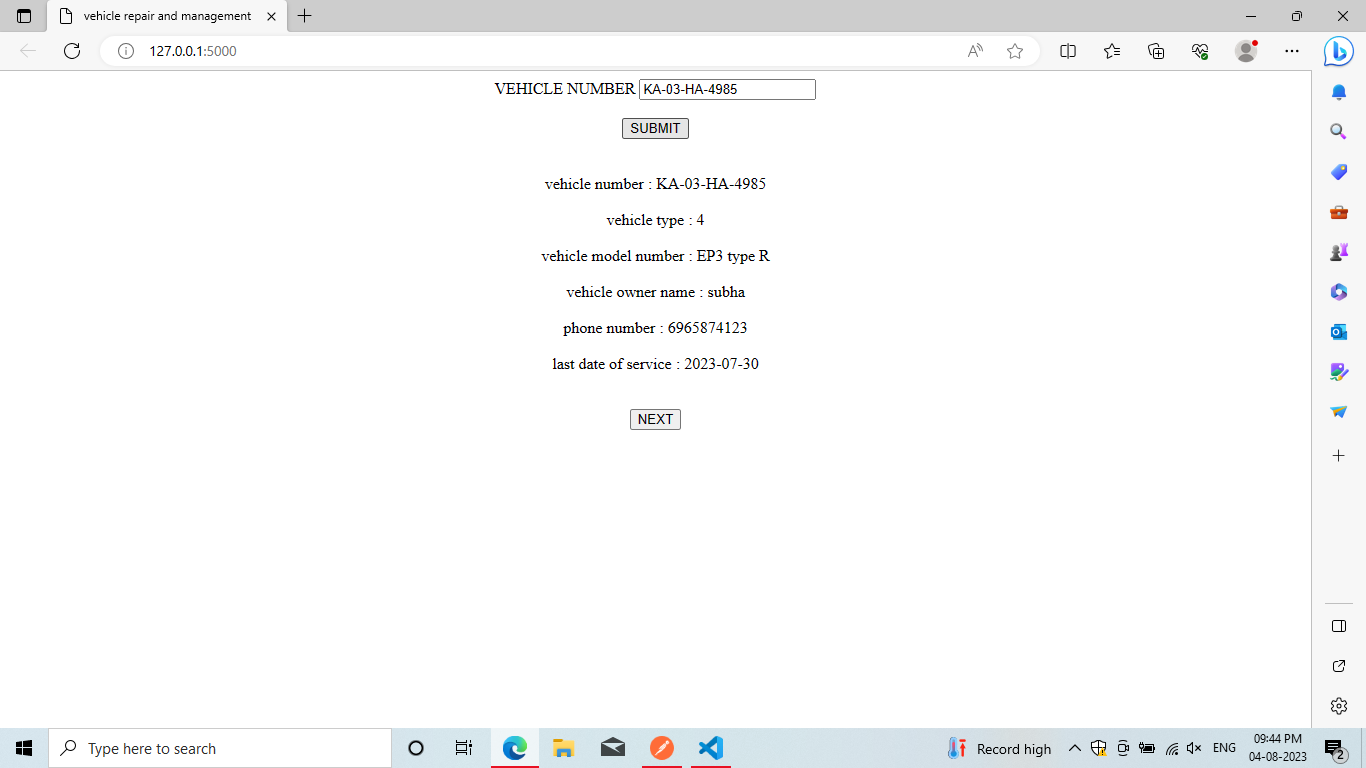 vehicle repair and management
127.0.0.1:5000
VEHICLE NUMBER KA-03-HA-4985
SUBMIT
vehicle number : KA-03-HA-4985
vehicle type : 4
vehicle model number : EP3 type R
vehicle owner name : subha
phone number : 6965874123
last date of service : 2023-07-30
NEXT
Type here to search
Record high
ENG
09:44 PM
04-08-2023
2